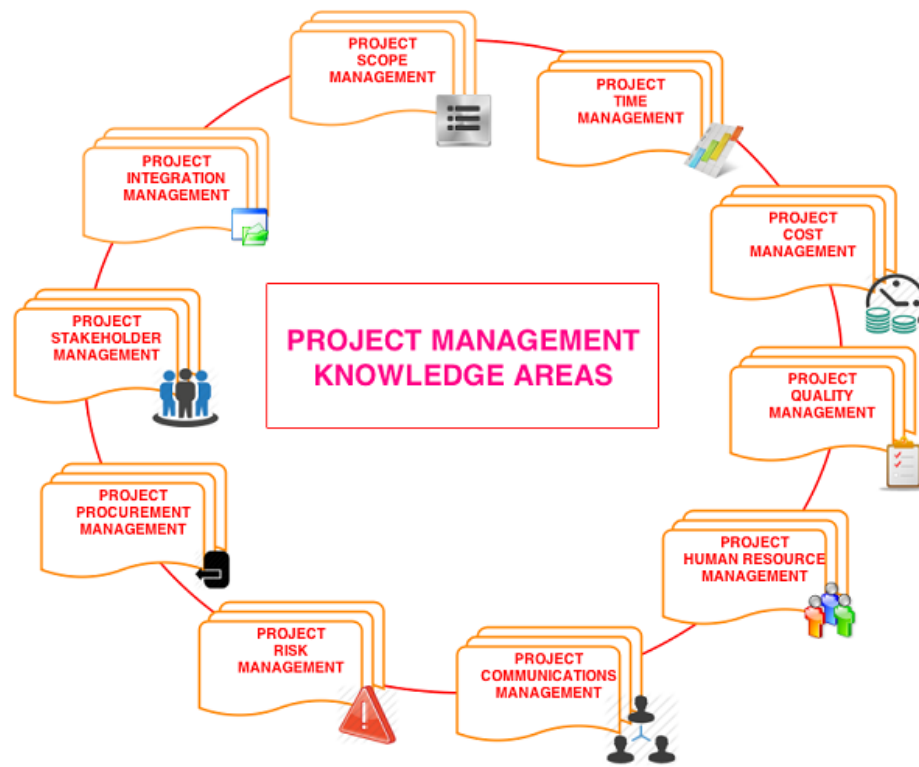 PROJECT
SCOPE
MANAGEMENT
PROJECT
TIME
MANAGEMENT
PROJECT
COST
MANAGEMENT
PROJECT
QUALITY
MANAGEMENT
PROJECT
HUMAN RESOURCE
MANAGEMENT
PROJECT
COMMUNICATIONS
MANAGEMENT
PROJECT
RISK
MANAGEMENT
PROJECT
PROCUREMENT
MANAGEMENT
PROJECT
STAKEHOLDER
MANAGEMENT
PROJECT
INTEGRATION
MANAGEMENT
PROJECT MANAGEMENT
KNOWLEDGE AREAS